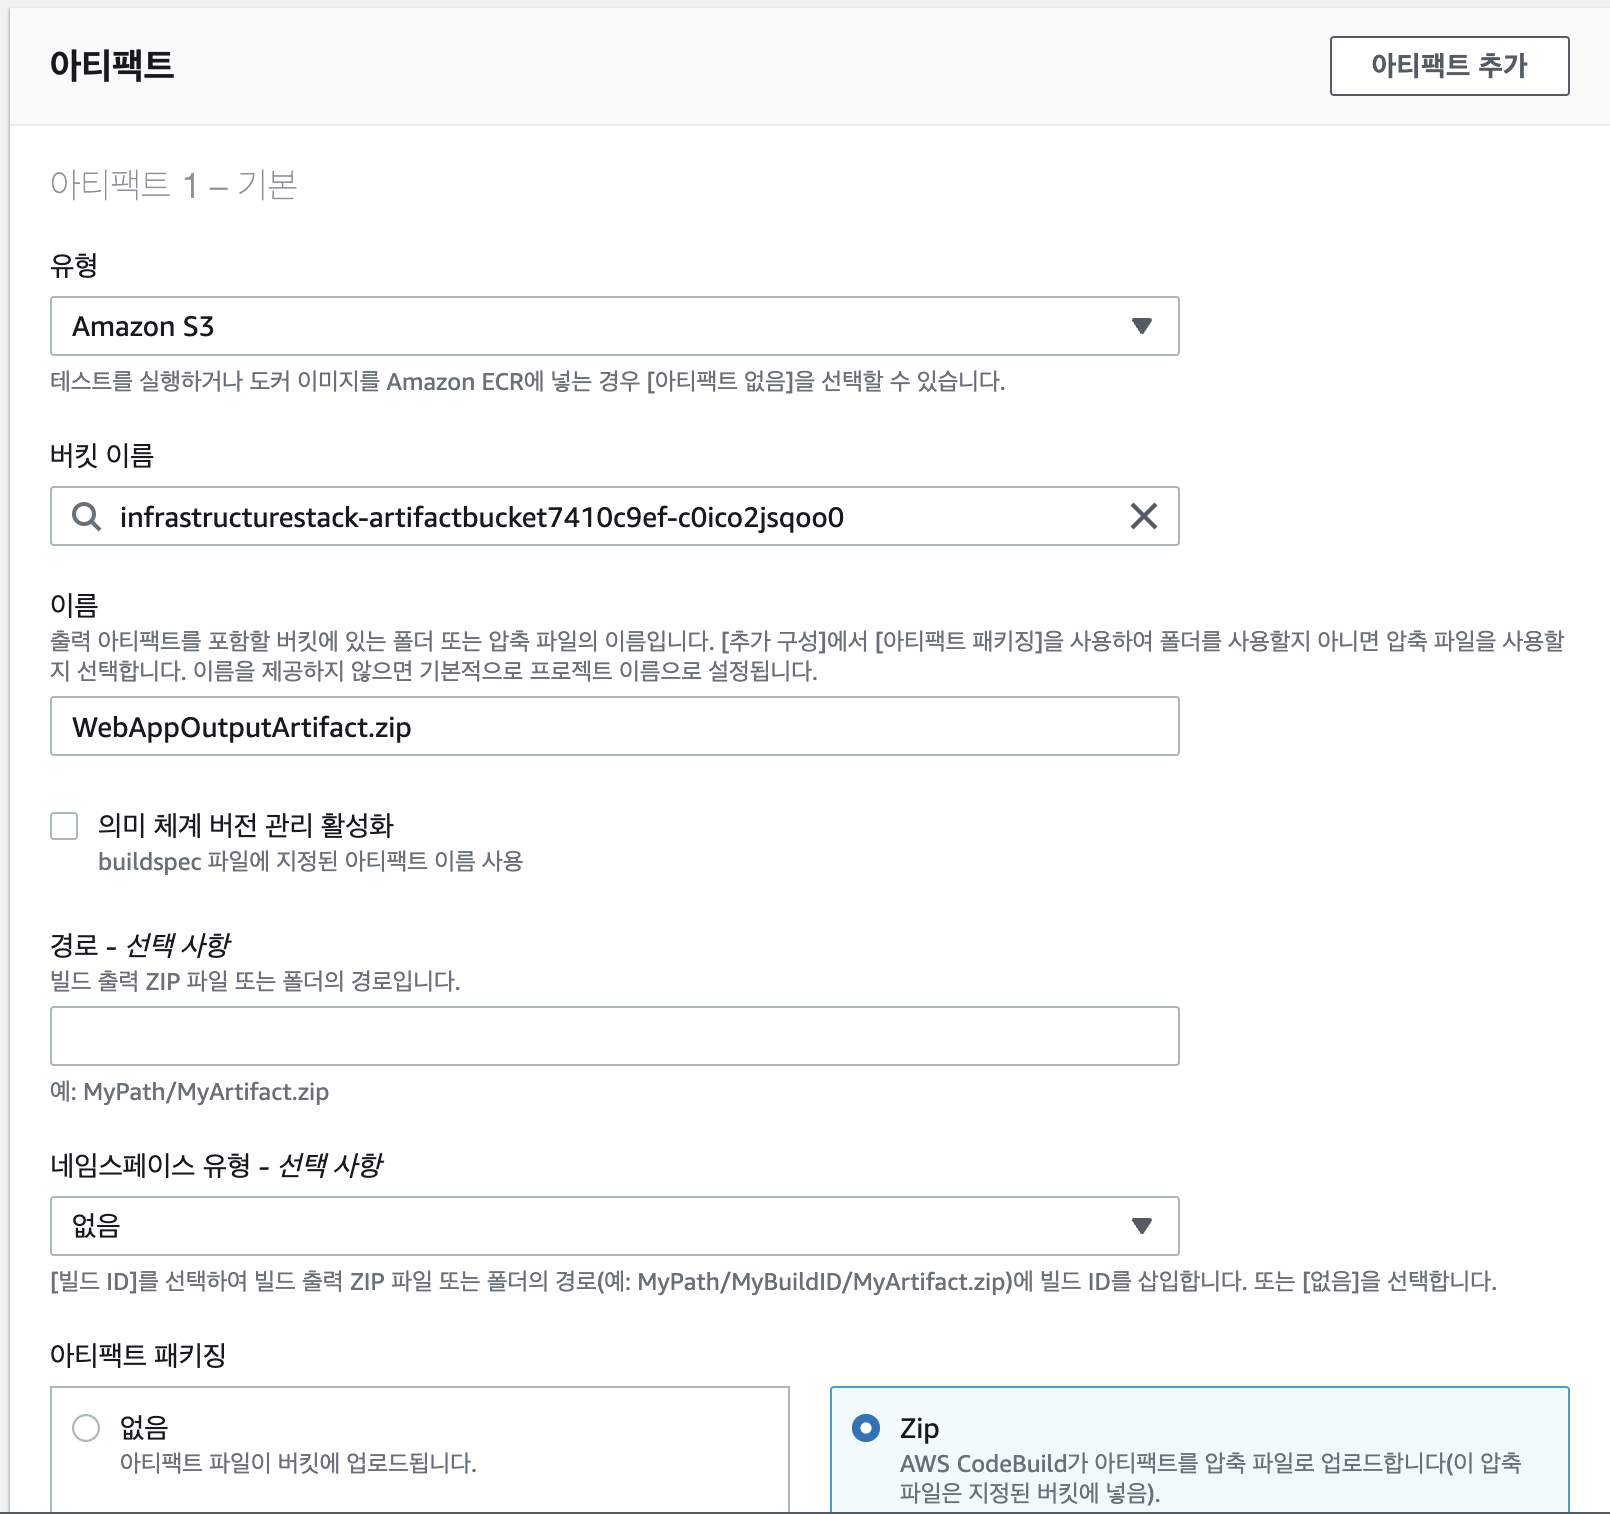 아티팩트
아티팩트 추가
아티팩트 1 – 기본
유형
Amazon S3
테스트를 실행하거나 도커 이미지를 Amazon ECR에 넣는 경우 [아티팩트 없음]을 선택할 수 있습니다.
버킷 이름
infrastructurestack-artifactbucket7410c9ef-c0ico2jsqoo0
이름
출력 아티팩트를 포함할 버킷에 있는 폴더 또는 압축 파일의 이름입니다. [추가 구성]에서 [아티팩트 패키징]을 사용하여 폴더를 사용할지 아니면 압축 파일을 사용할
지 선택합니다. 이름을 제공하지 않으면 기본적으로 프로젝트 이름으로 설정됩니다.
WebAppOutputArtifact.zip
의미 체계 버전 관리 활성화
buildspec 파일에 지정된 아티팩트 이름 사용
경로 - 선택 사항
빌드 출력 ZIP 파일 또는 폴더의 경로입니다.
예: MyPath/MyArtifact.zip
네임스페이스 유형 - 선택 사항
없음
[빌드 ID]를 선택하여 빌드 출력 ZIP 파일 또는 폴더의 경로(예: MyPath/MyBuildID/MyArtifact.zip)에 빌드 ID를 삽입합니다. 또는 [없음]을 선택합니다.
아티팩트 패키징
없음
아티팩트 파일이 버킷에 업로드됩니다.
Zip
AWS CodeBuild가 아티팩트를 압축 파일로 업로드합니다(이 압축
파일은 지정된 버킷에 넣음).